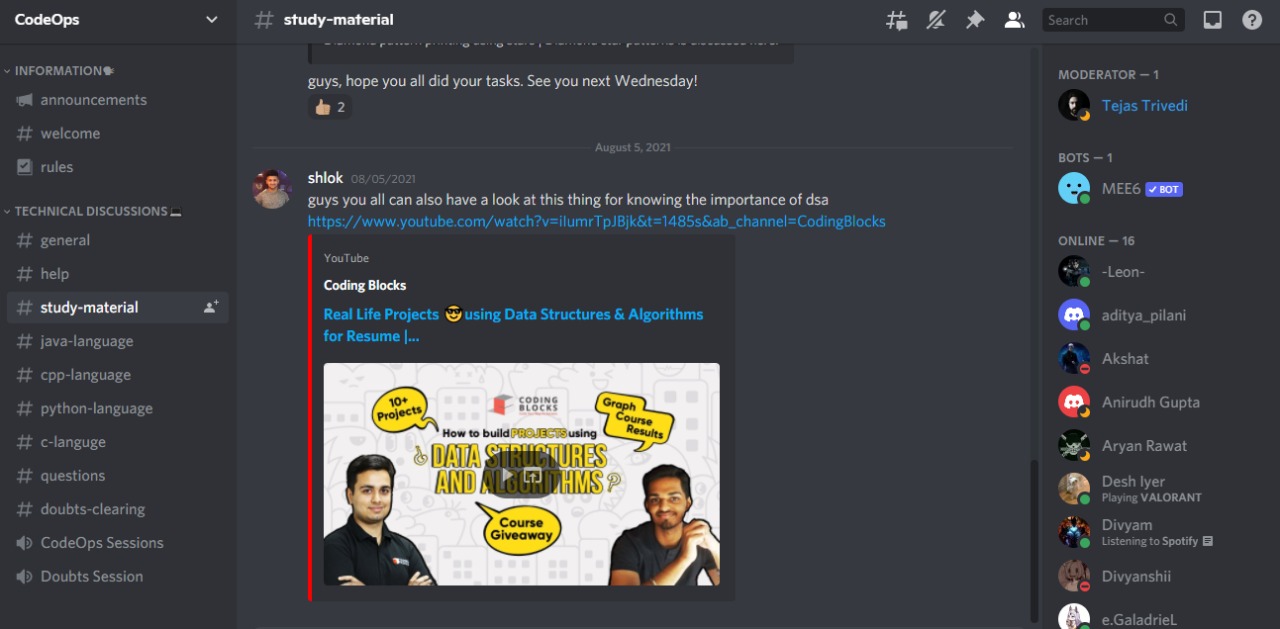 CodeOps
INFORMATION
announcements
welcome
rules
TECHNICAL DISCUSSIONS
general
help
study-material
java-language
cpp-language
python-language
c-languge
questions
doubts-clearing
CodeOps Sessions
Doubts Session
study-material
Search
guys, hope you all did your tasks. See you next Wednesday!
👍🏼 2
August 5, 2021
shlok 08/05/2021
guys you all can also have a look at this thing for knowing the importance of dsa
https://www.youtube.com/watch?v=iIumrTpJBjk&t=1485s&ab_channel=CodingBlocks
YouTube
Coding Blocks
Real Life Projects 😎 using Data Structures & Algorithms
for Resume |...
10+
Projects
CODING
BLOCKS
Graph
Course
Results
How to build PROJECTS using
DATA STRUCTURES
AND ALGORITHMS ?
Course
Giveaway
MODERATOR — 1
Tejas Trivedi
BOTS — 1
MEE6 ✓ BOT
ONLINE — 16
-Leon-
aditya_pilani
Akshat
Anirudh Gupta
Aryan Rawat
Desh Iyer
Playing VALORANT
Divyam
Listening to Spotify
Divyanshii
e.GaladrieL